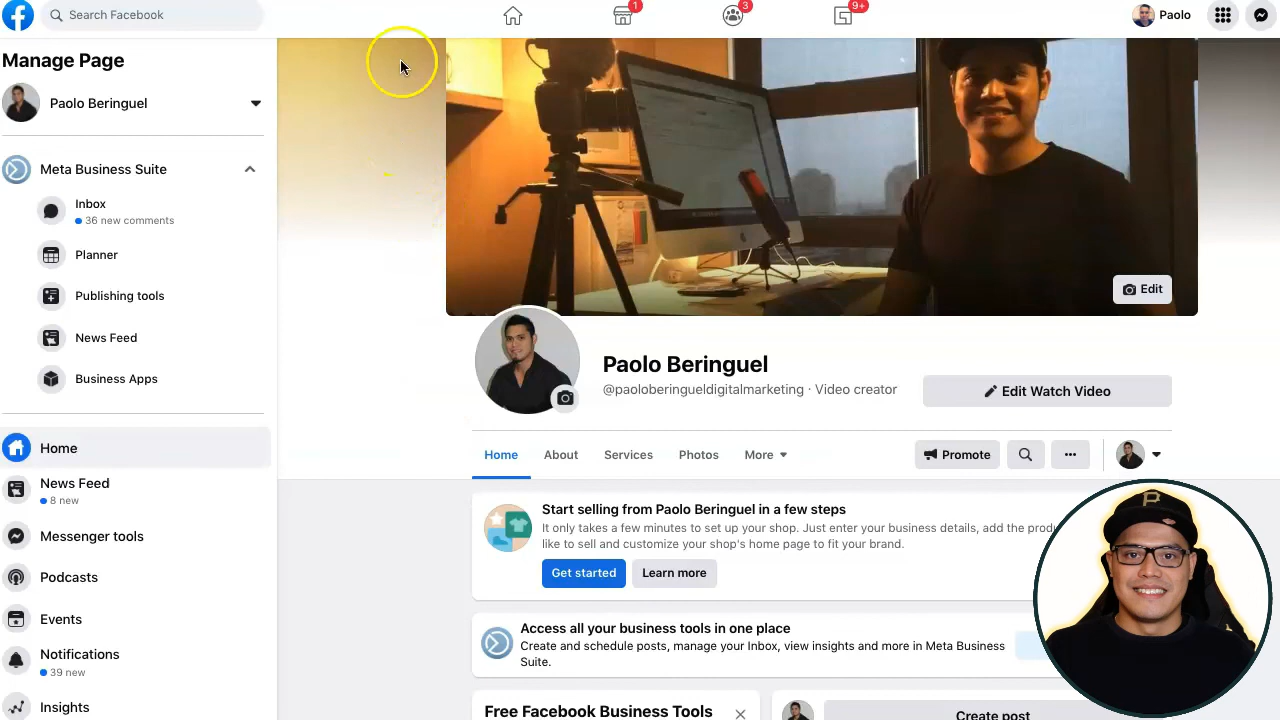 Search Facebook
1
3
9+
Paolo
Manage Page
Paolo Beringuel
Meta Business Suite
Inbox
36 new comments
Planner
Publishing tools
News Feed
Business Apps
Home
News Feed
8 new
Messenger tools
Podcasts
Events
Notifications
39 new
Insights
Edit
Paolo Beringuel
@paoloberingueldigitalmarketing · Video creator
Edit Watch Video
Home
About
Services
Photos
More
Promote
Start selling from Paolo Beringuel in a few steps
It only takes a few minutes to set up your shop. Just enter your business details, add the
like to sell and customize your shop's home page to fit your brand.
Get started
Learn more
Access all your business tools in one place
Create and schedule posts, manage your Inbox, view insights and more in Meta Business
Suite.
Free Facebook Business Tools
Create post
P